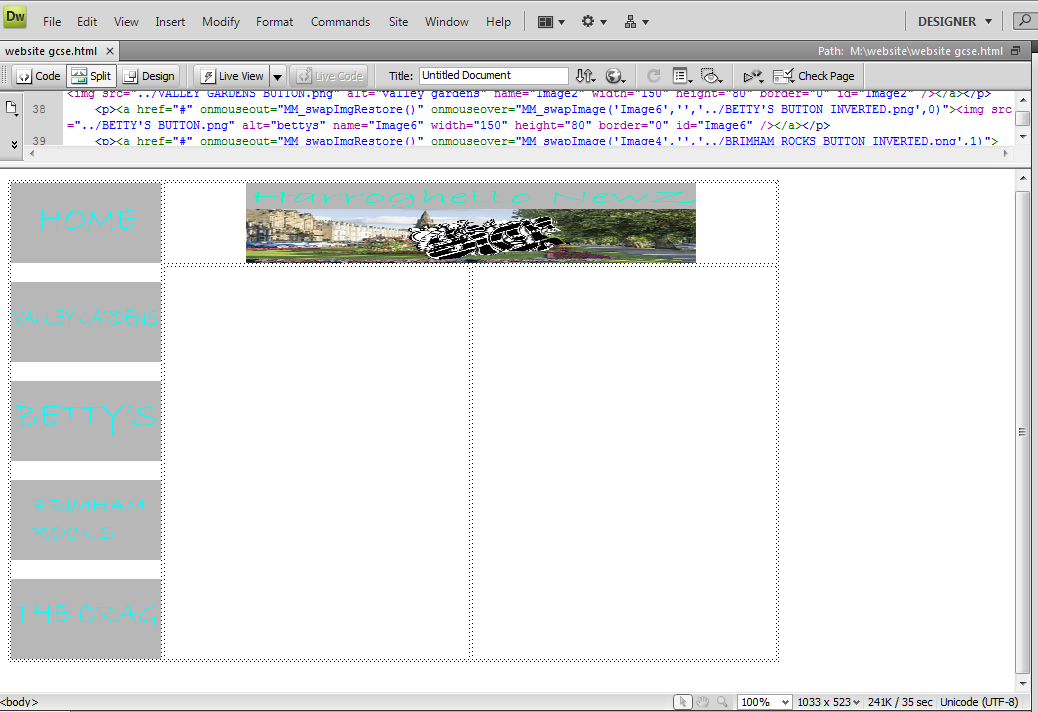 Dw File Edit View Insert Modify Format Commands Site Window Help DESIGNER
website gcse.html × Path: M:\website\website gcse.html
Code Split Design Live View Live Code Title: Untitled Document Check Page
<img src="../VALLEY GARDENS BUTTON.png" alt="valley gardens" name="Image2" width="150" height="80" border="0" id="Image2" /></a></p>
38 <p><a href="#" onmouseout="MM_swapImgRestore()" onmouseover="MM_swapImage('Image6','','../BETTY'S BUTTON INVERTED.png',0)"><img src
="../BETTY'S BUTTON.png" alt="bettys" name="Image6" width="150" height="80" border="0" id="Image6" /></a></p>
39 <p><a href="#" onmouseout="MM_swapImgRestore()" onmouseover="MM_swapImage('Image4','','../BRIMHAM ROCKS BUTTON INVERTED.png',1)">
Harroghello NewZ
HOME
VALLEY GARDENS
BETTY'S
BRIMHAM
ROCKS
THE CRAG
<body> 100% 1033 x 523 241K / 35 sec Unicode (UTF-8)